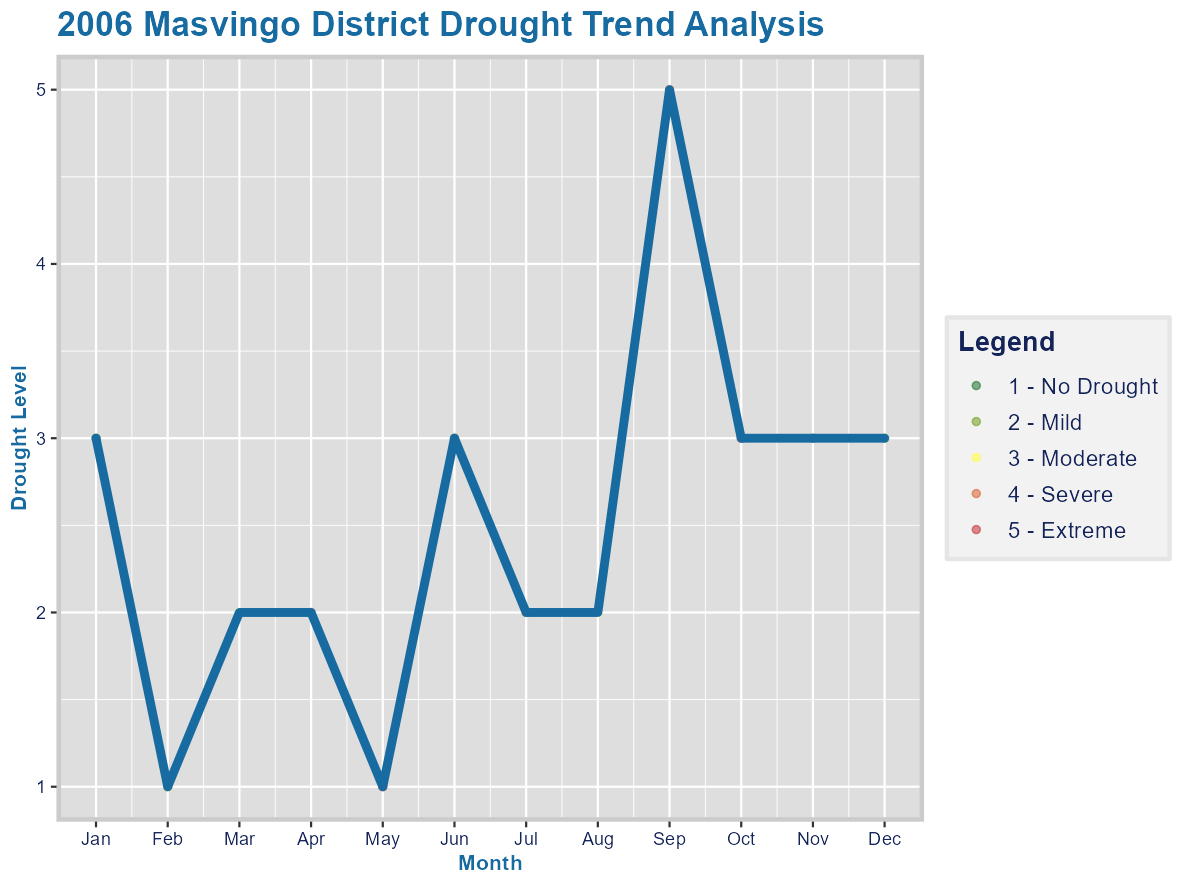 2006 Masvingo District Drought Trend Analysis
Drought Level
5
4
3
2
1
Jan Feb Mar Apr May Jun Jul Aug Sep Oct Nov Dec
Month
Legend
1 - No Drought
2 - Mild
3 - Moderate
4 - Severe
5 - Extreme